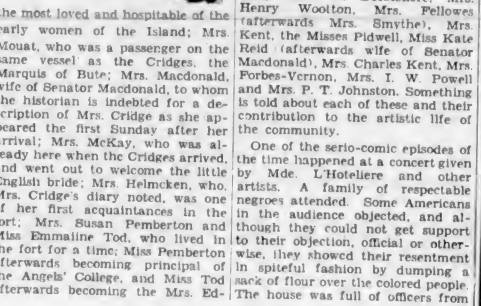 the most loved and hospitable of the
early women of the Island; Mrs.
Mouat, who was a passenger on the
same vessel as the Cridges, the
Marquis of Bute; Mrs. Macdonald,
wife of Senator Macdonald, to whom
the historian is indebted for a de-
scription of Mrs. Cridge as she ap-
peared the first Sunday after her
arrival; Mrs. McKay, who was al-
ready here when the Cridges arrived,
and went out to welcome the little
English bride; Mrs. Helmcken, who,
Mrs. Cridge's diary noted, was one
of her first acquaintances in the
fort; Mrs. Susan Pemberton and
Miss Emmaline Tod, who lived in
the fort for a time; Miss Pemberton
afterwards becoming principal of
the Angels' College, and Miss Tod
afterwards becoming the Mrs. Ed-
Henry Wootton, Mrs. Fellowes
(afterwards Mrs. Smythe), Mrs.
Kent, the Misses Pidwell, Miss Kate
Reid (afterwards wife of Senator
Macdonald), Mrs. Charles Kent, Mrs.
Forbes-Vernon, Mrs. I. W. Powell
and Mrs. P. T. Johnston. Something
is told about each of these and their
contribution to the artistic life of
the community.
One of the serio-comic episodes of
the time happened at a concert given
by Mde. L'Hoteliere and other
artists. A family of respectable
negroes attended. Some Americans
in the audience objected, and al-
though they could not get support
to their objection, official or other-
wise, they showed their resentment
in spiteful fashion by dumping a
sack of flour over the colored people.
The house was full of officers from